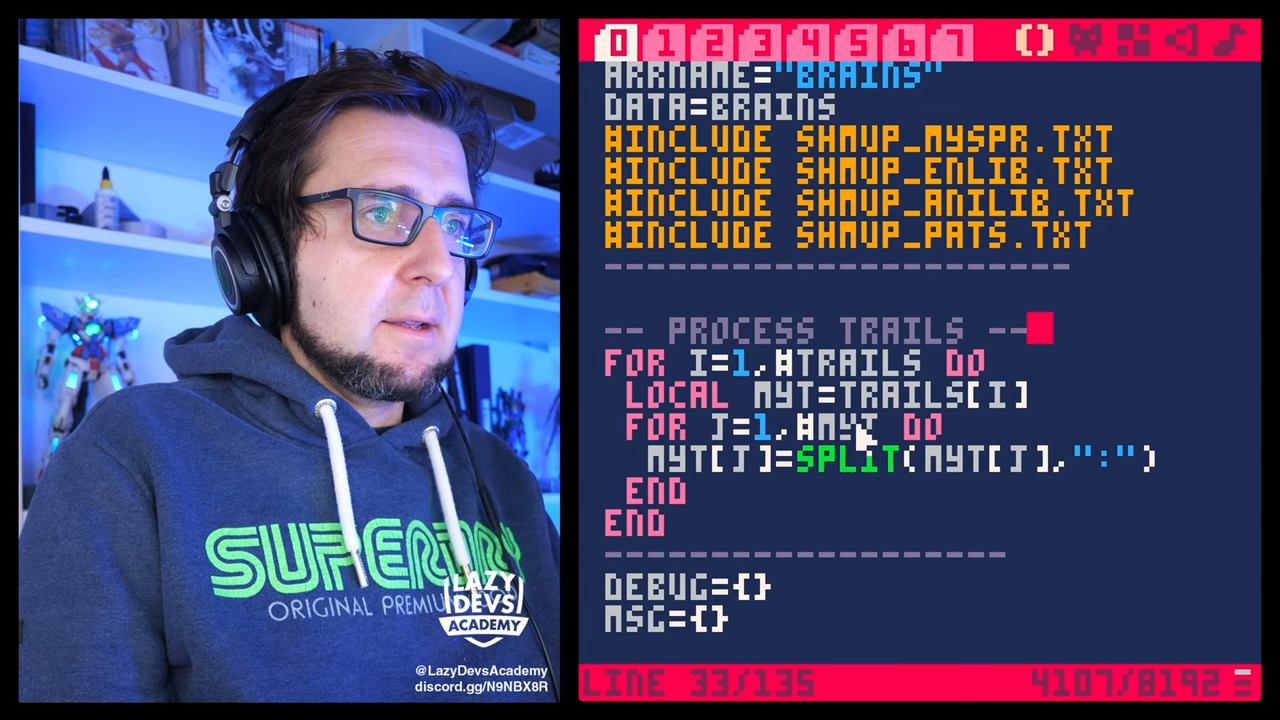 SUPERDRY
ORIGINAL PREMIUM
LAZY
DEVS
ACADEMY
@LazyDevsAcademy
discord.gg/N9NBX8R
0 1 2 3 4 5 6 7 ()
ARRNAME="BRAINS"
DATA=BRAINS
#INCLUDE SHMUP_MYSPR.TXT
#INCLUDE SHMUP_ENLIB.TXT
#INCLUDE SHMUP_ANILIB.TXT
#INCLUDE SHMUP_PATS.TXT
----------------------
-- PROCESS TRAILS --
FOR I=1,#TRAILS DO
LOCAL MYT=TRAILS[I]
FOR J=1,#MYT DO
MYT[J]=SPLIT(MYT[J],":")
END
END
-------------------
DEBUG={}
MSG={}
LINE 33/135
4107/8192